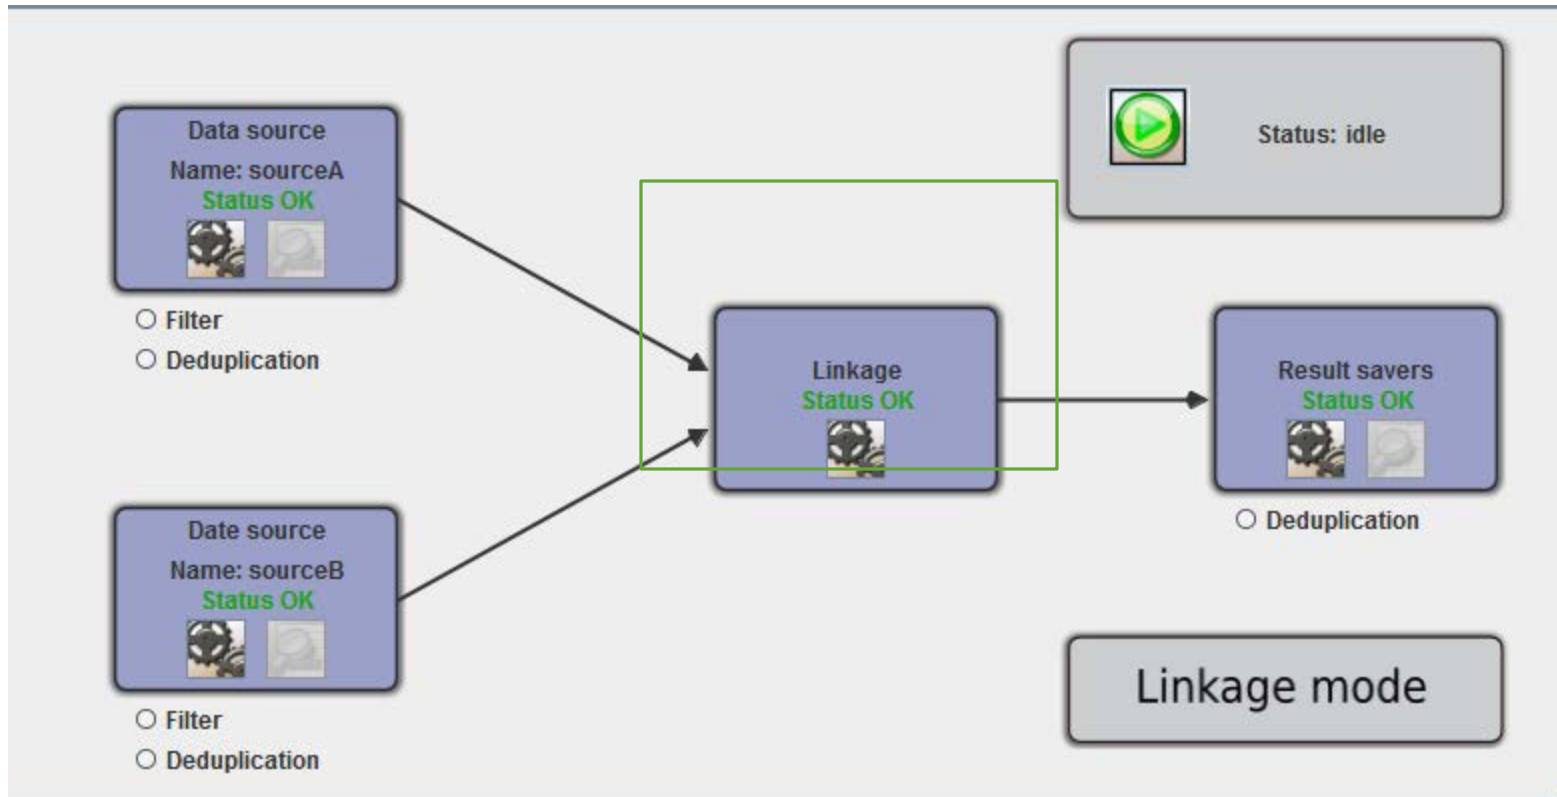 Data source
Name: sourceA
Status OK
Filter
Deduplication
Status: idle
Linkage
Status OK
Result savers
Status OK
Deduplication
Date source
Name: sourceB
Status OK
Filter
Deduplication
Linkage mode